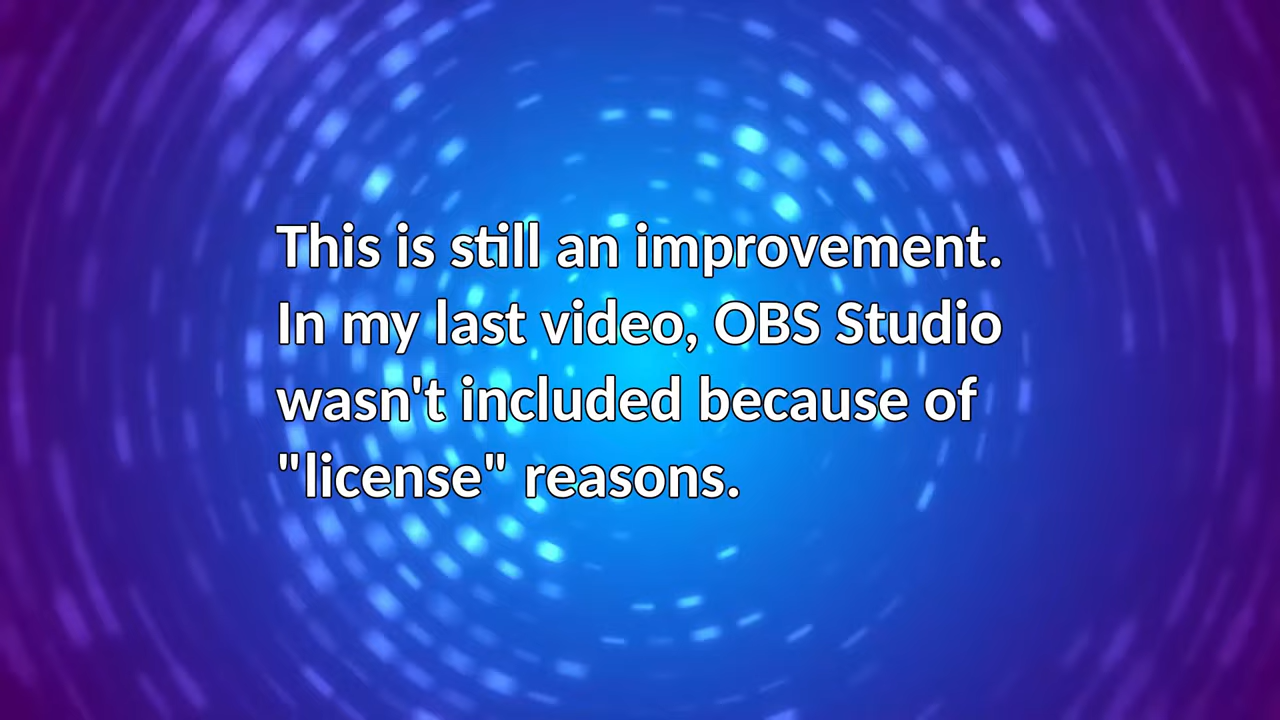 This is still an improvement.
In my last video, OBS Studio
wasn't included because of
"license" reasons.